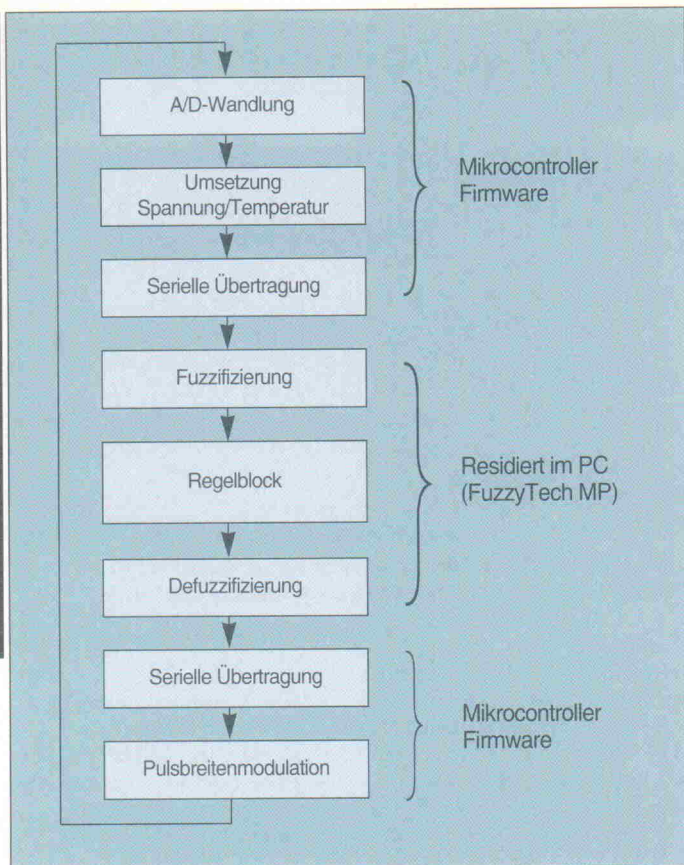 A/D-Wandlung
Umsetzung
Spannung/Temperatur
Serielle Übertragung
Mikrocontroller
Firmware
Fuzzifizierung
Regelblock
Defuzzifizierung
Residiert im PC
(FuzzyTech MP)
Serielle Übertragung
Pulsbreitenmodulation
Mikrocontroller
Firmware